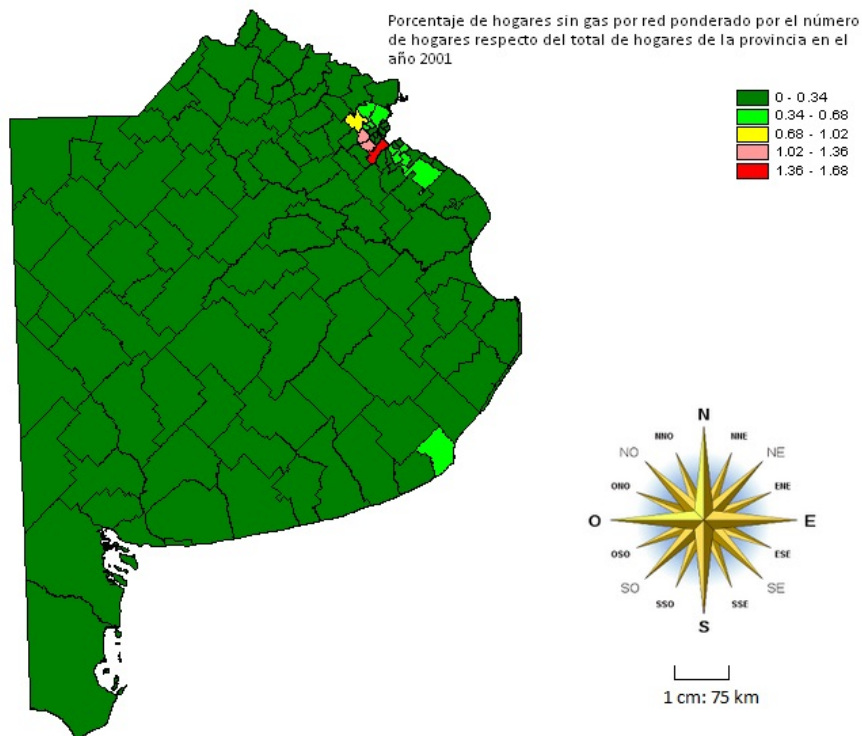 Porcentaje de hogares sin gas por red ponderado por el número
de hogares respecto del total de hogares de la provincia en el
año 2001
0 - 0.34
0.34 - 0.68
0.68 - 1.02
1.02 - 1.36
1.36 - 1.68
N
NNO
NNE
NO
NE
ONO
ENE
O
E
OSO
ESE
SO
SE
SSO
SSE
S
1 cm: 75 km